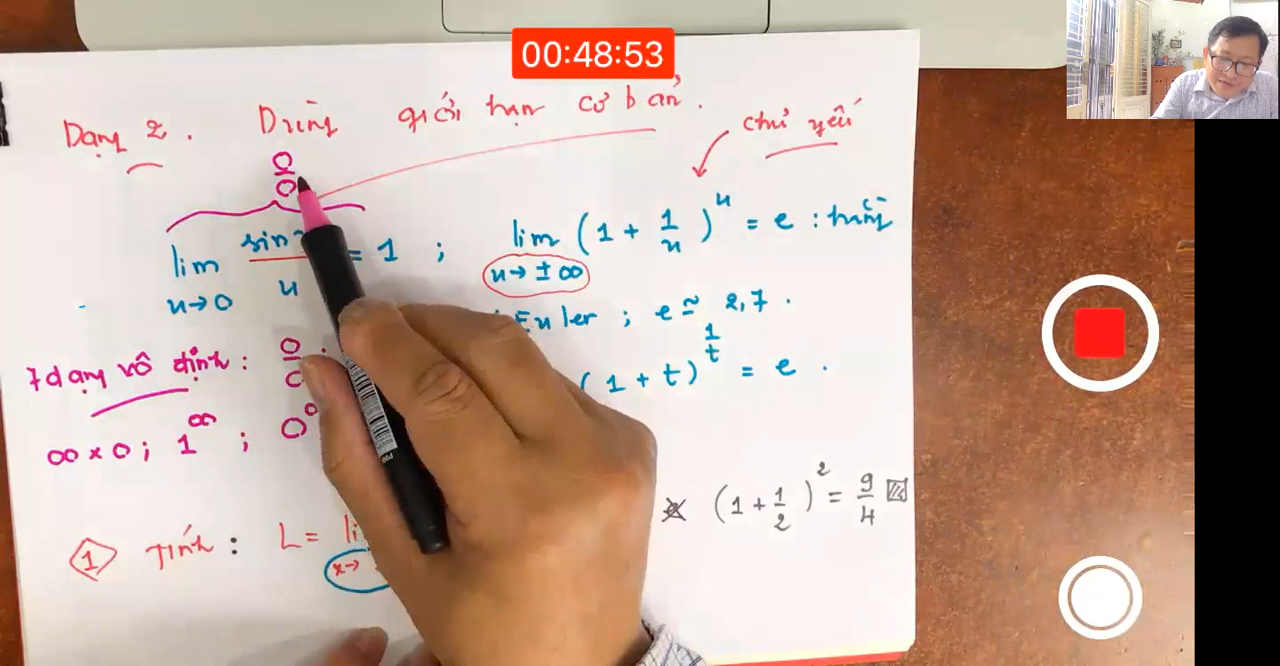 00:48:53
Dạng 2. Dùng giới hạn cơ bản.
chủ yếu
0/0
lim u→0 sin / u = 1 ; lim u→±∞ (1 + 1/u)^u = e : hằng
Euler ; e ≃ 2,7.
(1 + t)^(1/t) = e.
7 dạng vô định : 0/0
∞ × 0 ; 1^∞ ; 0^0
(1 + 1/2)^2 = 9/4
1 Tính : L = li
x→